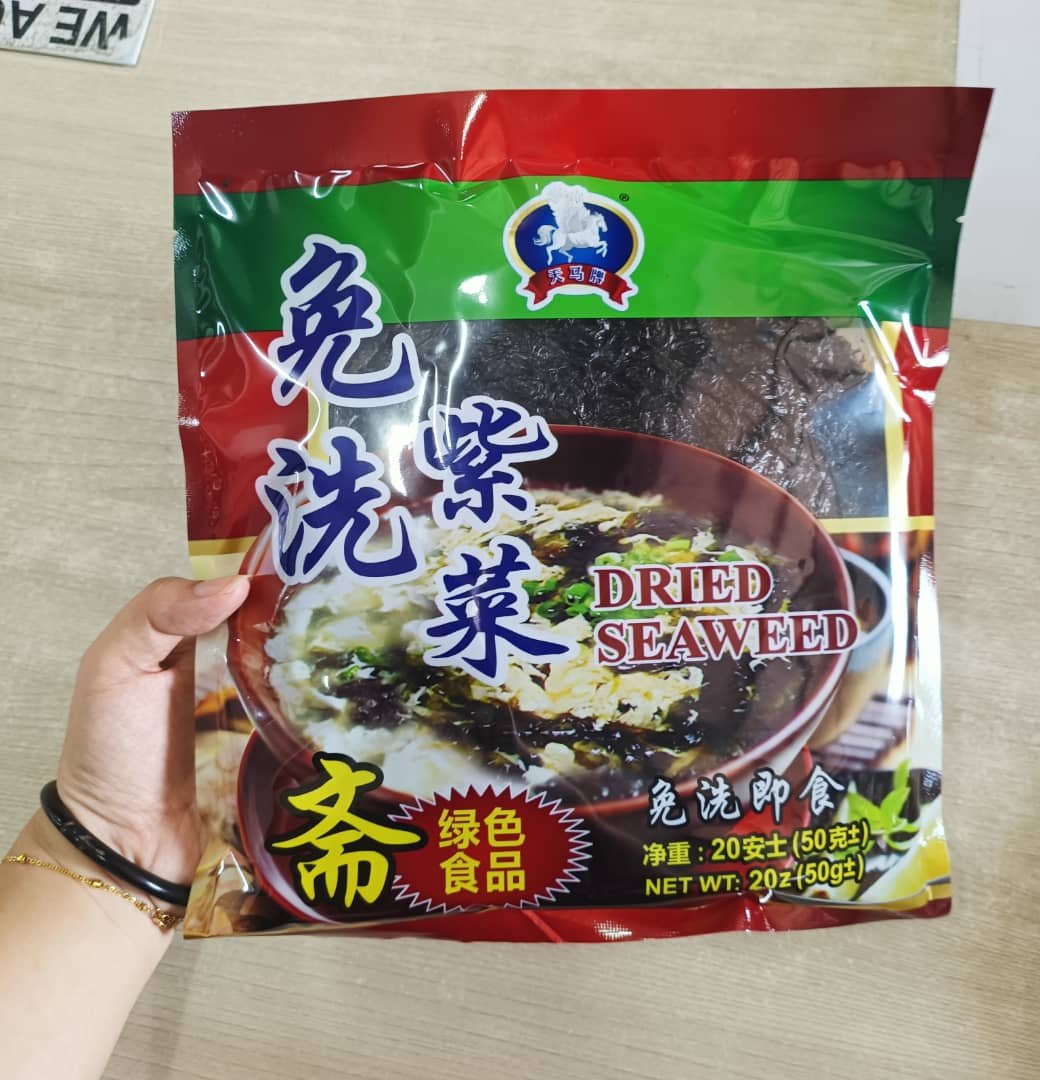 WE A
®
天马牌
免洗
紫菜
DRIED
SEAWEED
斋
绿色
食品
免洗即食
净重：20安士(50克±)
NET WT: 20z (50g±)